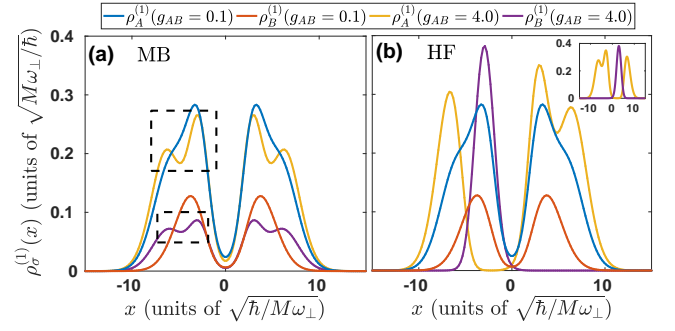 ρ_A^(1)(g_AB = 0.1) ρ_B^(1)(g_AB = 0.1) ρ_A^(1)(g_AB = 4.0) ρ_B^(1)(g_AB = 4.0)
(a) MB
(b) HF
ρ_σ^(1)(x) (units of √(Mω_⊥/ħ))
0.4
0.3
0.2
0.1
0
-10 0 10
x (units of √(ħ/Mω_⊥))
-10 0 10
x (units of √(ħ/Mω_⊥))
0.4
0.2
0
-10 0 10